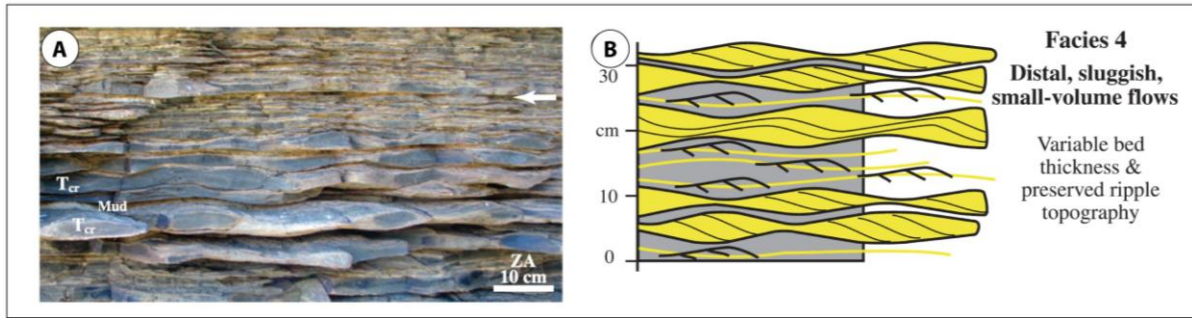 A
Tcr
Mud
Tcr
ZA
10 cm
B
30
cm
10
0
Facies 4
Distal, sluggish,
small-volume flows
Variable bed
thickness &
preserved ripple
topography